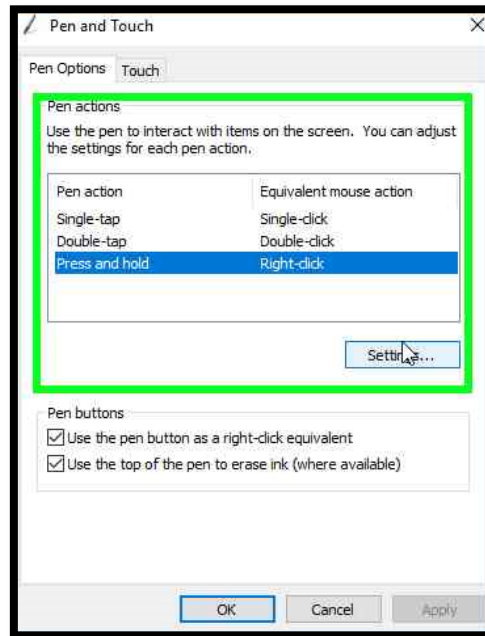 Pen and Touch
Pen Options
Touch
Pen actions
Use the pen to interact with items on the screen. You can adjust
the settings for each pen action.
Pen action Equivalent mouse action
Single-tap Single-click
Double-tap Double-click
Press and hold Right-click
Settings...
Pen buttons
Use the pen button as a right-click equivalent
Use the top of the pen to erase ink (where available)
OK Cancel Apply